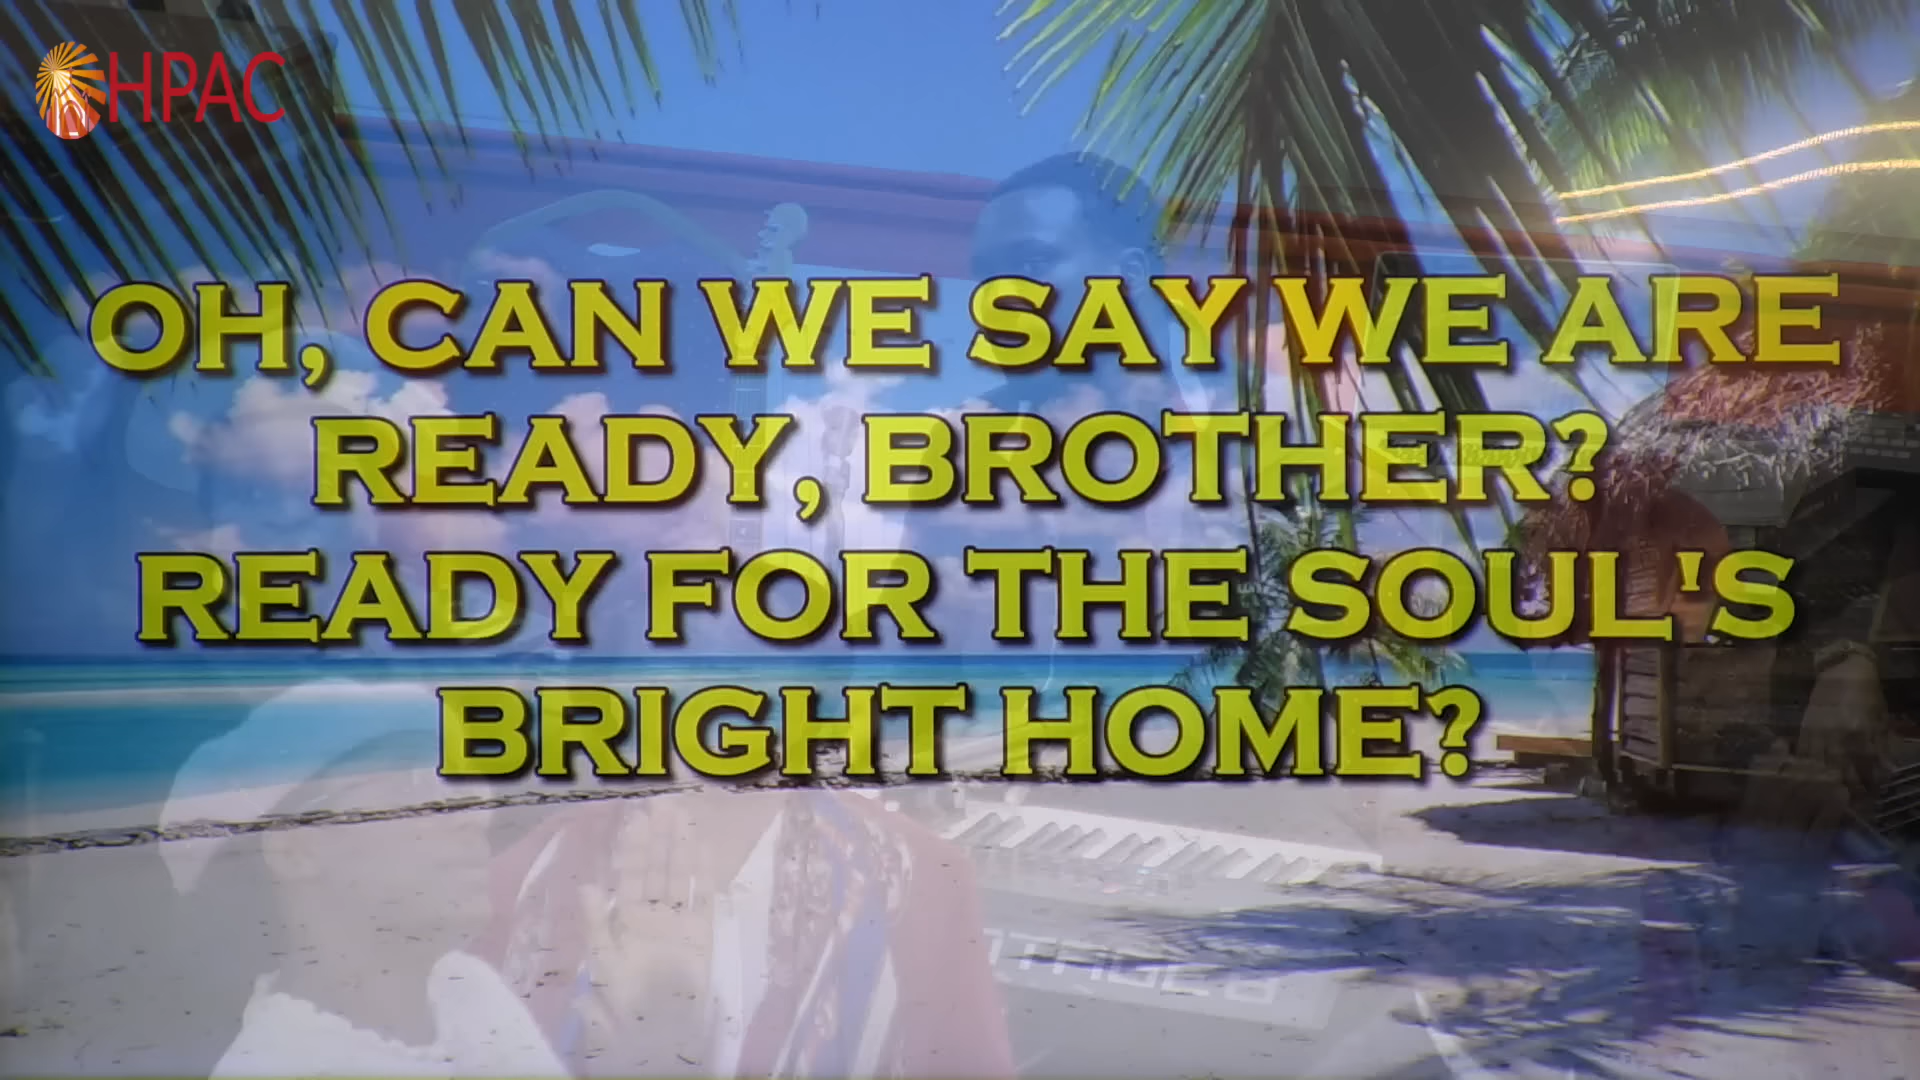 HPAC
OH, CAN WE SAY WE ARE
READY, BROTHER?
READY FOR THE SOUL'S
BRIGHT HOME?